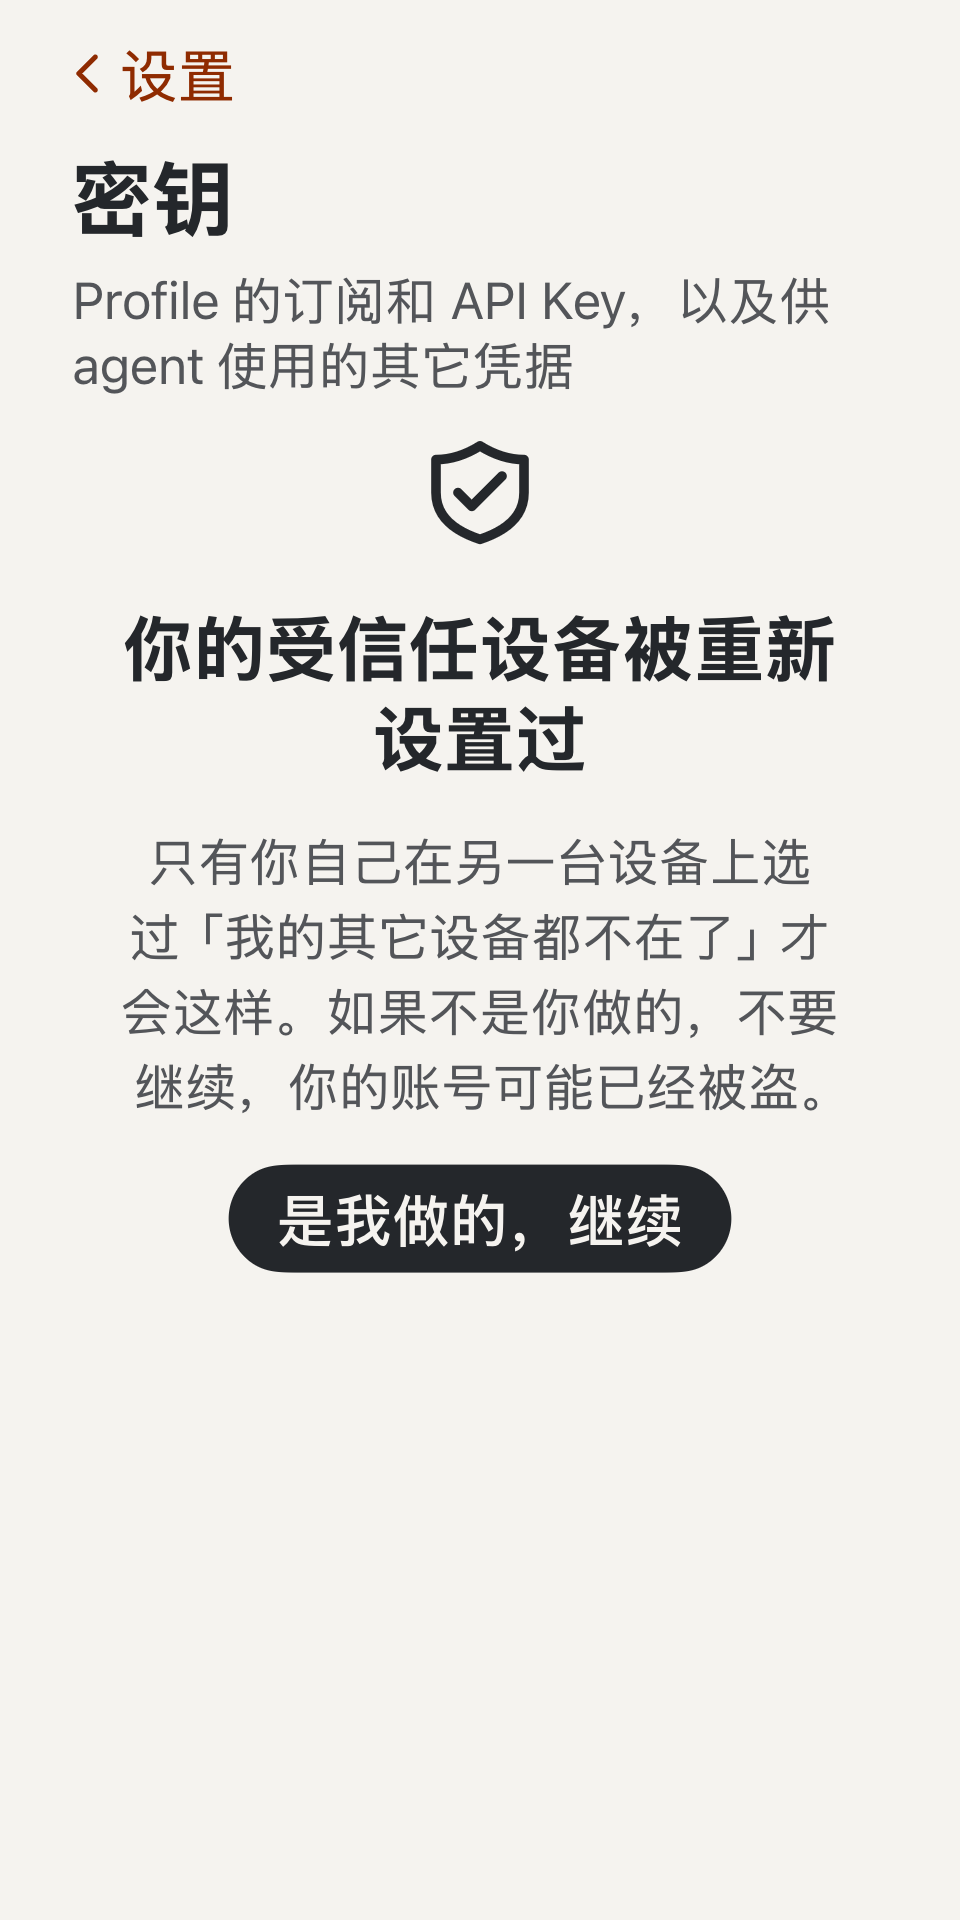 设置
密钥
Profile 的订阅和 API Key，以及供
agent 使用的其它凭据
你的受信任设备被重新
设置过
只有你自己在另一台设备上选
过「我的其它设备都不在了」才
会这样。如果不是你做的，不要
继续，你的账号可能已经被盗。
是我做的，继续